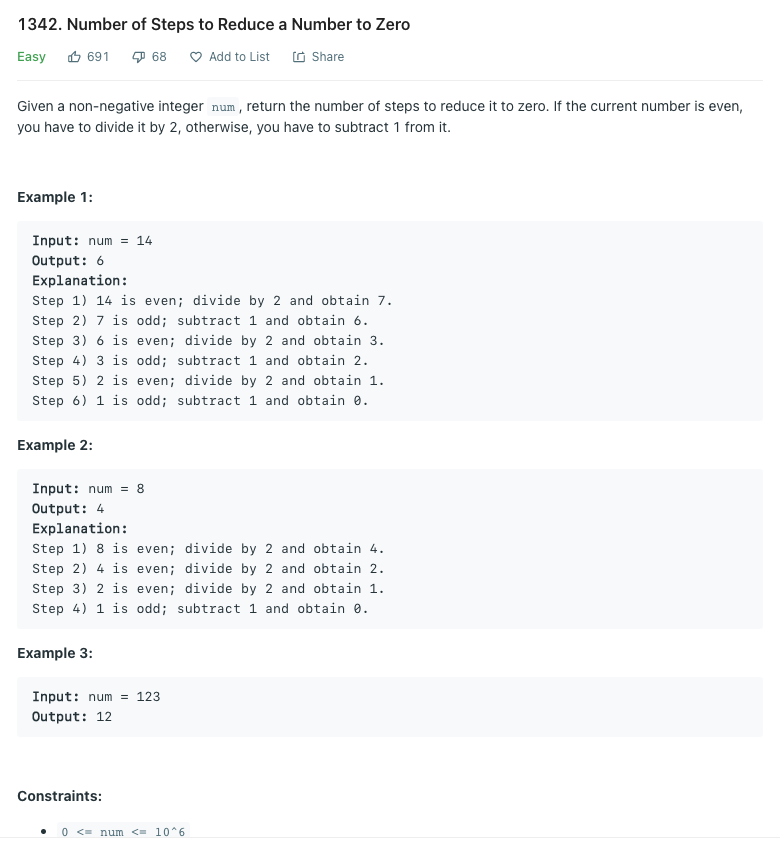 1342. Number of Steps to Reduce a Number to Zero
Easy 691 68 Add to List Share
Given a non-negative integer num , return the number of steps to reduce it to zero. If the current number is even,
you have to divide it by 2, otherwise, you have to subtract 1 from it.
Example 1:
Input: num = 14
Output: 6
Explanation:
Step 1) 14 is even; divide by 2 and obtain 7.
Step 2) 7 is odd; subtract 1 and obtain 6.
Step 3) 6 is even; divide by 2 and obtain 3.
Step 4) 3 is odd; subtract 1 and obtain 2.
Step 5) 2 is even; divide by 2 and obtain 1.
Step 6) 1 is odd; subtract 1 and obtain 0.
Example 2:
Input: num = 8
Output: 4
Explanation:
Step 1) 8 is even; divide by 2 and obtain 4.
Step 2) 4 is even; divide by 2 and obtain 2.
Step 3) 2 is even; divide by 2 and obtain 1.
Step 4) 1 is odd; subtract 1 and obtain 0.
Example 3:
Input: num = 123
Output: 12
Constraints:
• 0 <= num <= 10^6